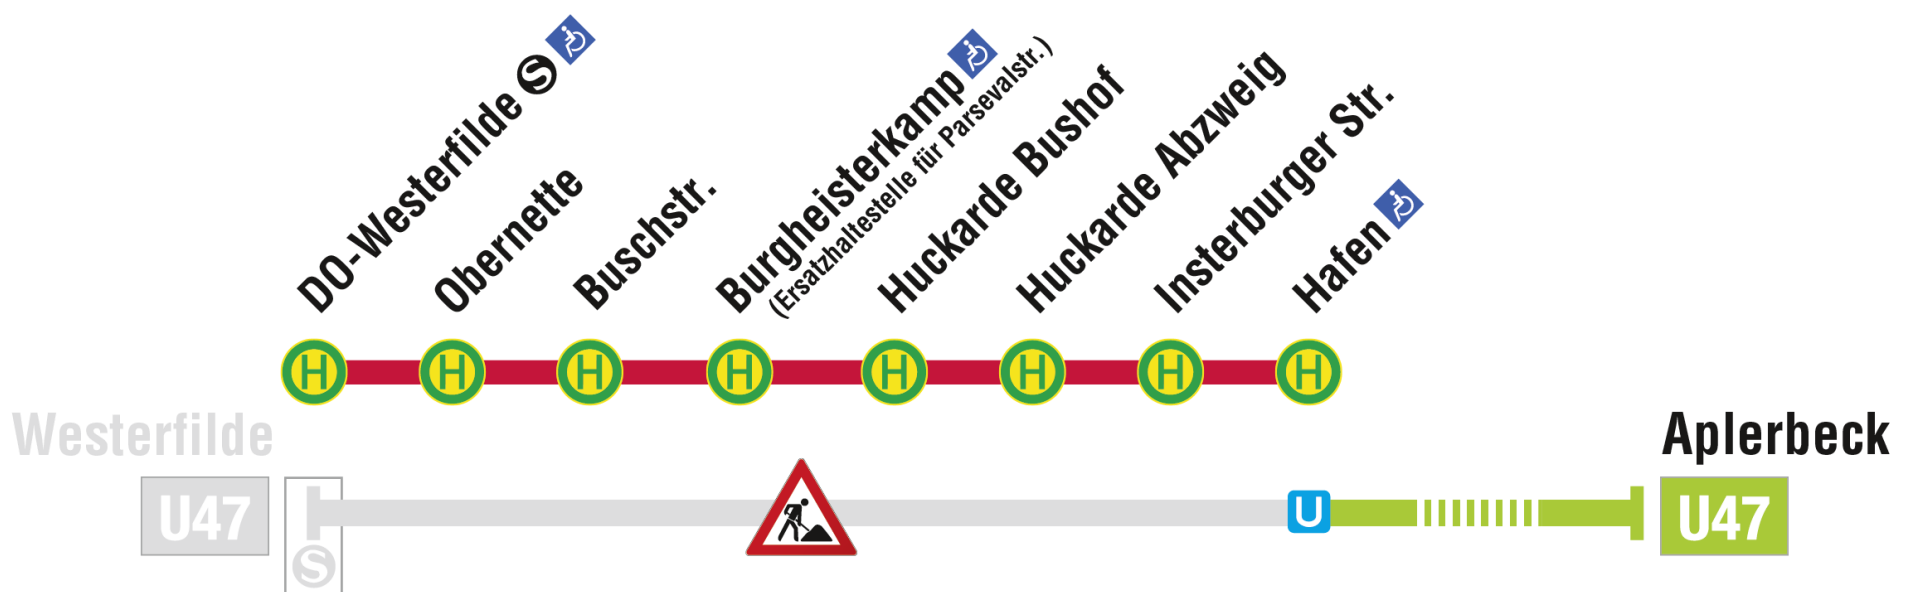 DO-Westerfilde S
Obernette
Buschstr.
Burgheisterkamp
(Ersatzhaltestelle für Parsevalstr.)
Huckarde Bushof
Huckarde Abzweig
Insterburger Str.
Hafen
H H H H H H H H
Westerfilde
Aplerbeck
U47
U
U47
S